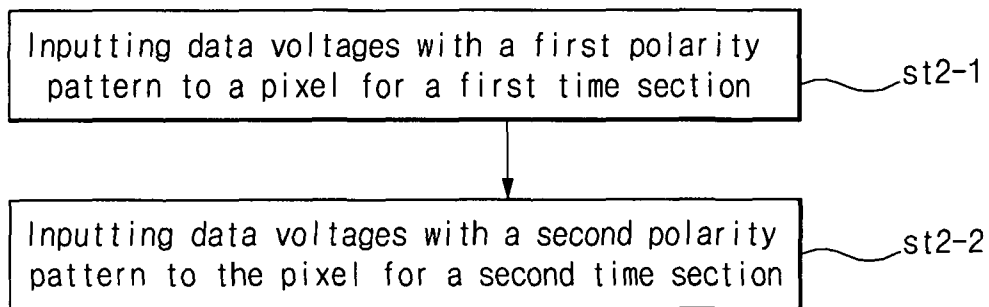 Inputting data voltages with a first polarity
pattern to a pixel for a first time section
st2-1
Inputting data voltages with a second polarity
pattern to the pixel for a second time section
st2-2